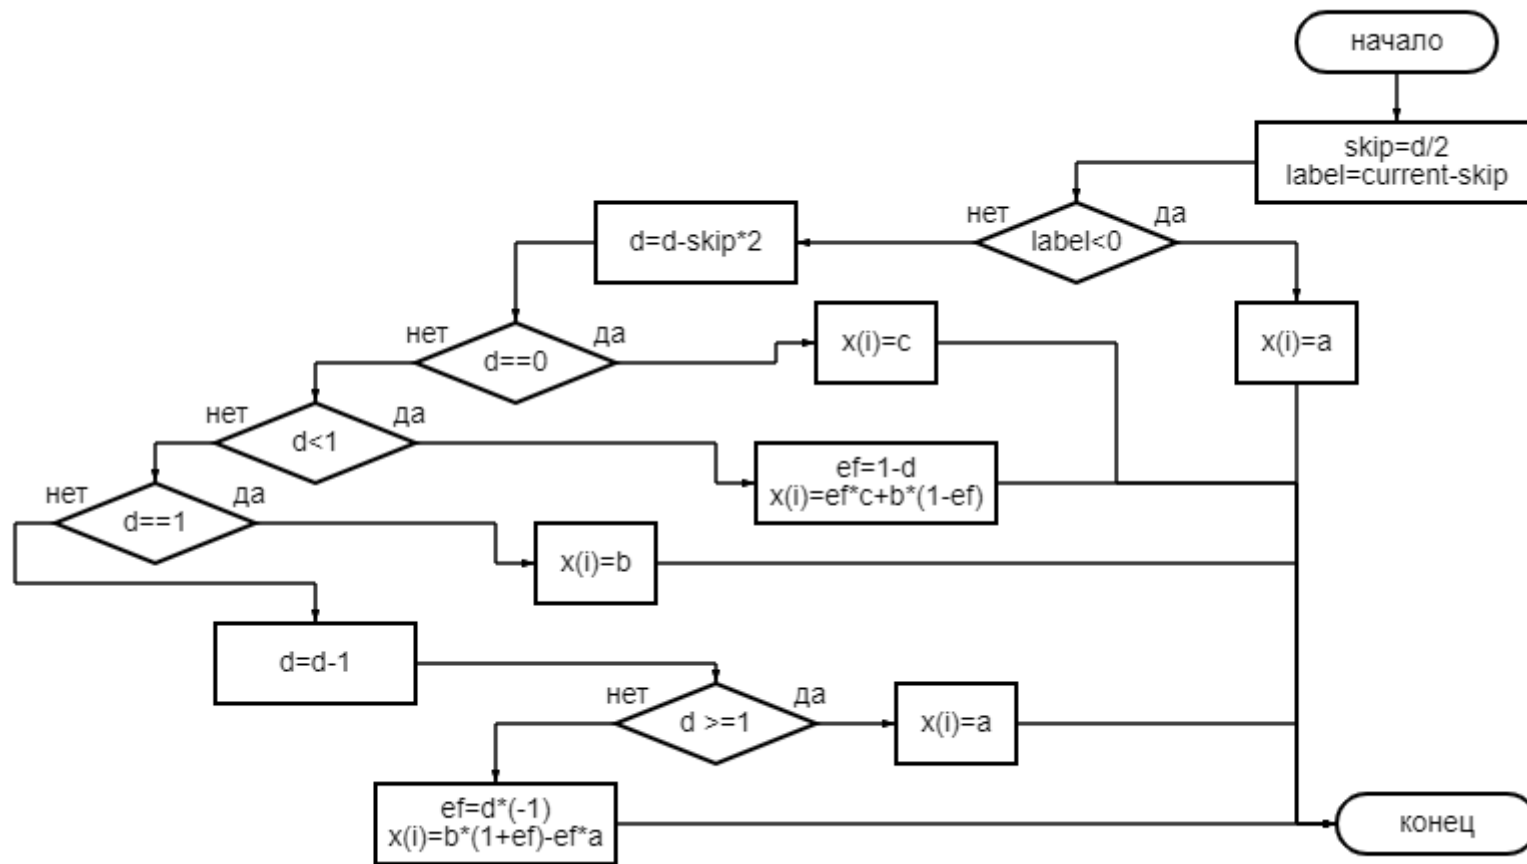 начало
skip=d/2
label=current-skip
нет
да
label<0
d=d-skip*2
нет
да
d==0
x(i)=c
x(i)=a
нет
да
d<1
ef=1-d
x(i)=ef*c+b*(1-ef)
нет
да
d==1
x(i)=b
d=d-1
нет
да
d >=1
x(i)=a
ef=d*(-1)
x(i)=b*(1+ef)-ef*a
конец